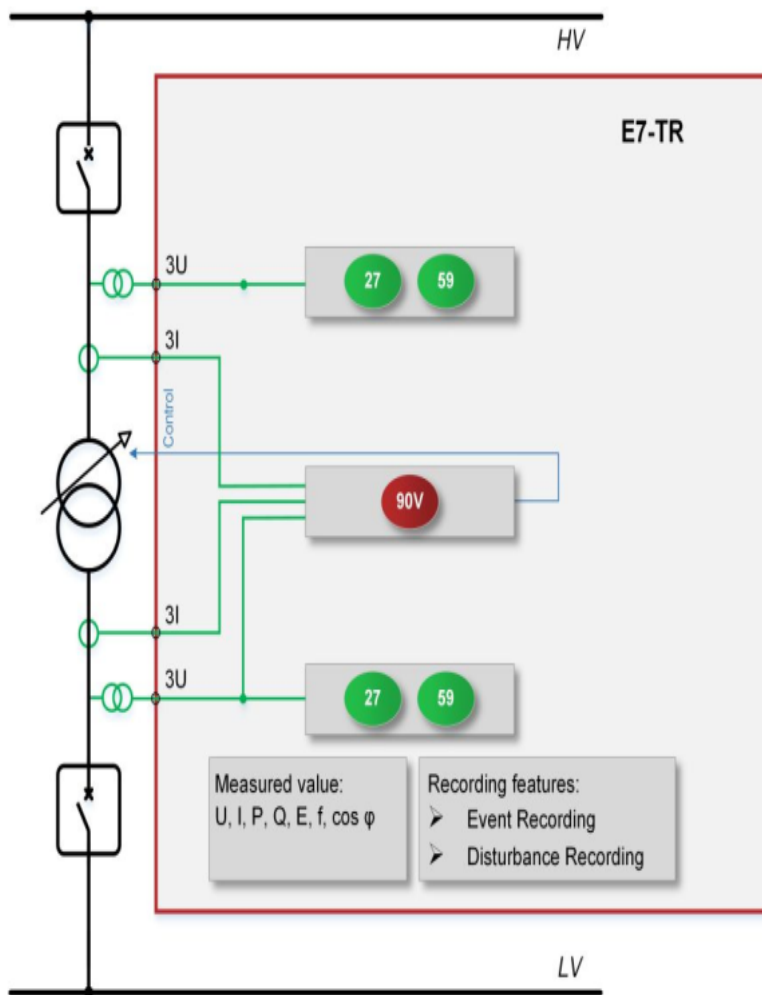 HV
E7-TR
3U
27 59
3I
Control
90V
3I
3U
27 59
Measured value:
U, I, P, Q, E, f, cos φ
Recording features:
➢ Event Recording
➢ Disturbance Recording
LV